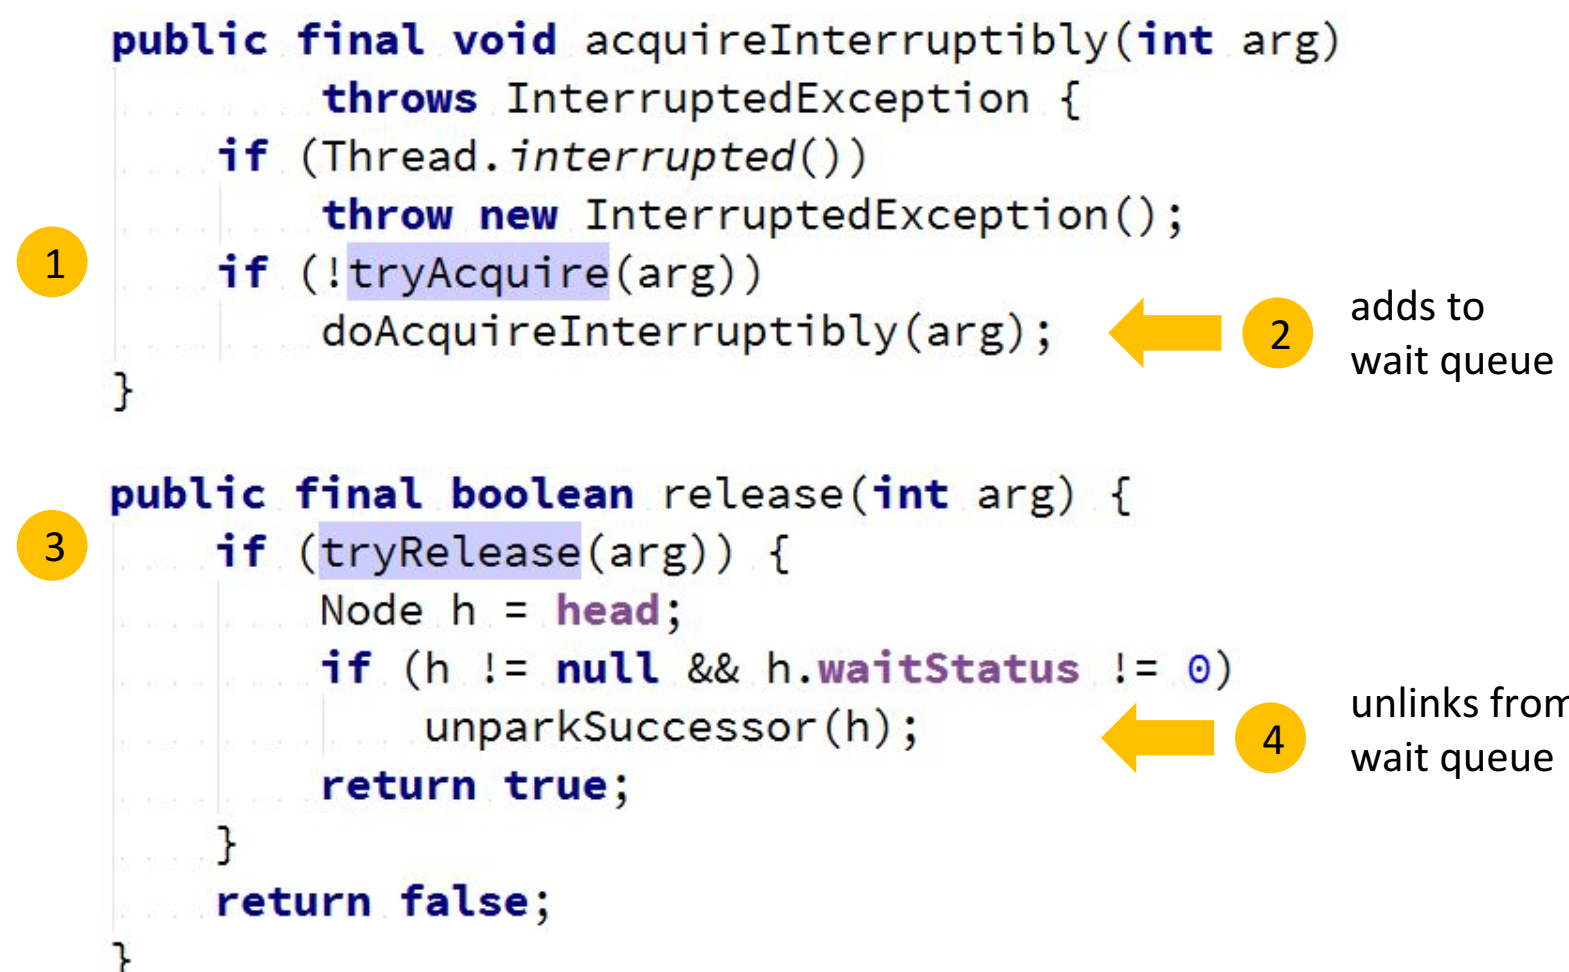 public final void acquireInterruptibly(int arg)
throws InterruptedException {
if (Thread.interrupted())
throw new InterruptedException();
1 if (!tryAcquire(arg))
doAcquireInterruptibly(arg);
2 adds to
wait queue
}
public final boolean release(int arg) {
3 if (tryRelease(arg)) {
Node h = head;
if (h != null && h.waitStatus != 0)
unparkSuccessor(h);
4 unlinks from
wait queue
return true;
}
return false;
}